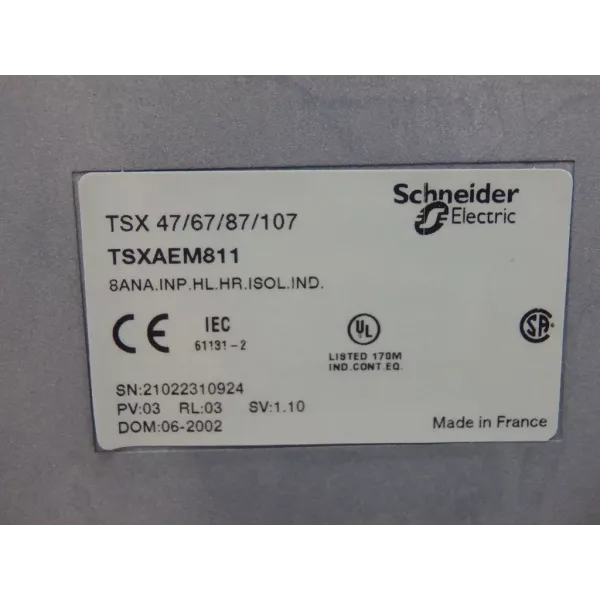 Schneider
Electric
TSX 47/67/87/107
TSXAEM811
8ANA.INP.HL.HR.ISOL.IND.
CE
IEC
61131-2
UL
LISTED 170M
IND.CONT.EQ.
SA
SN:21022310924
PV:03 RL:03 SV:1.10
DOM:06-2002
Made in France